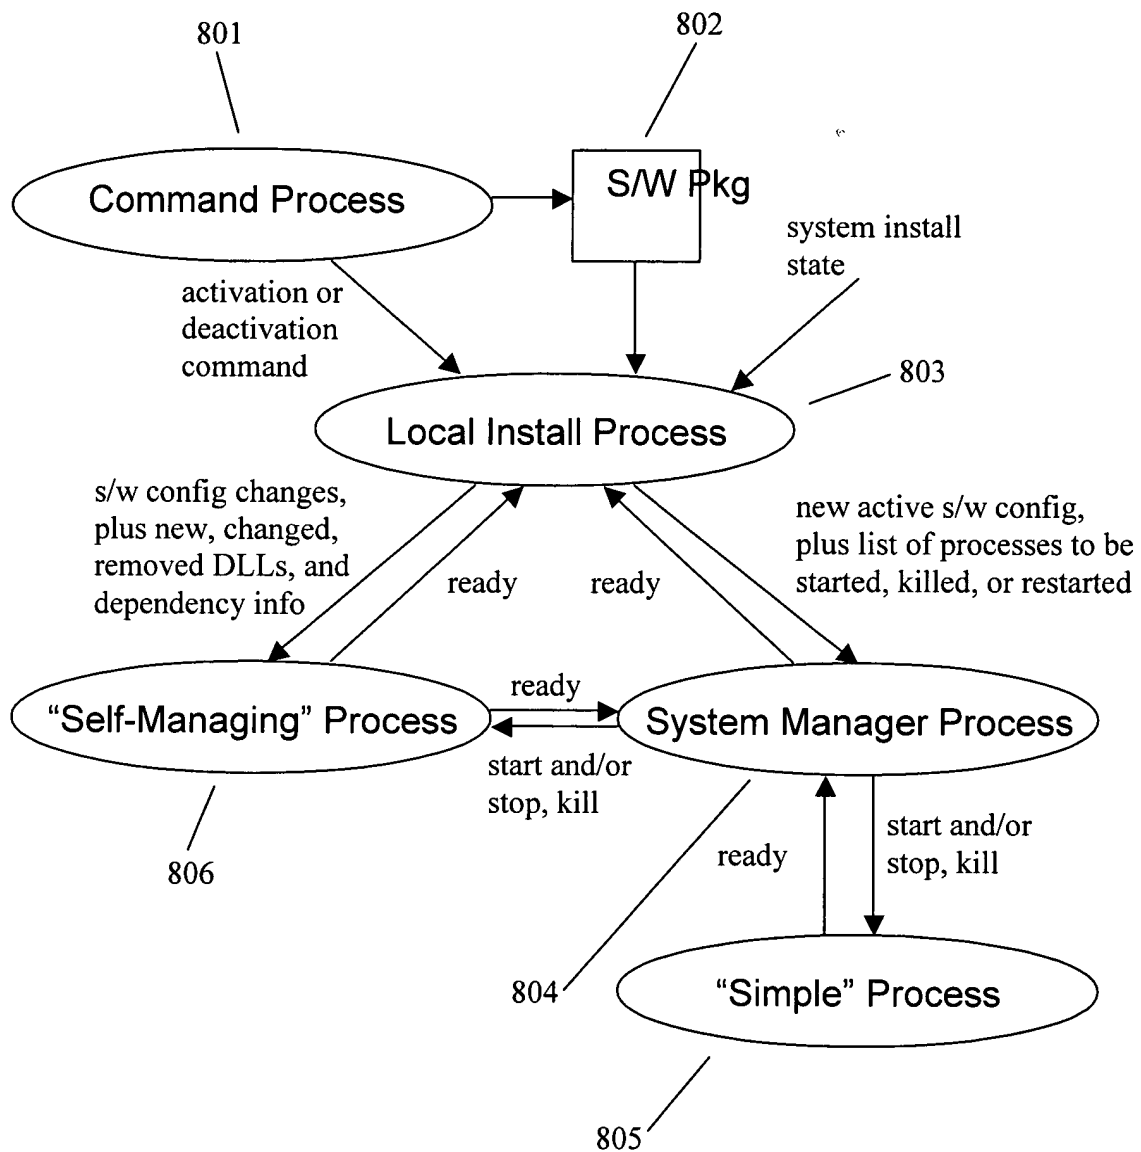 801
802
Command Process
S/W Pkg
system install
state
activation or
deactivation
command
803
Local Install Process
s/w config changes,
plus new, changed,
removed DLLs, and
dependency info
ready
ready
new active s/w config,
plus list of processes to be
started, killed, or restarted
“Self-Managing” Process
ready
System Manager Process
start and/or
stop, kill
806
ready
start and/or
stop, kill
804
“Simple” Process
805